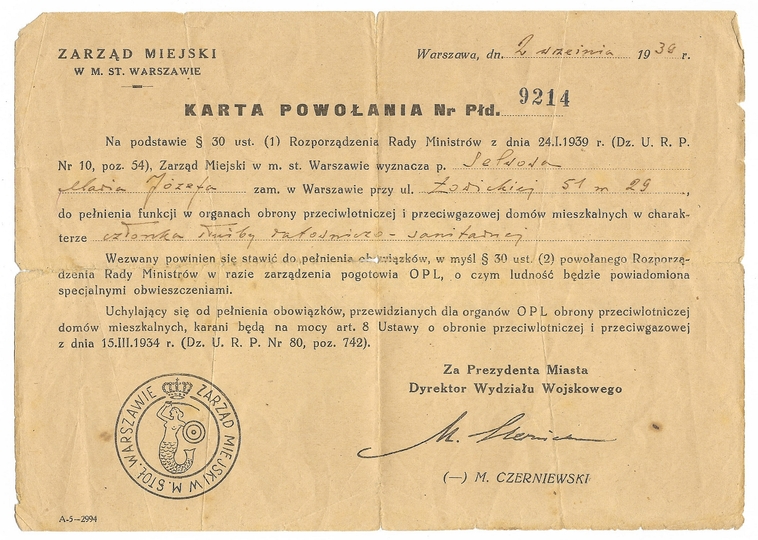 ZARZĄD MIEJSKI
W M. ST. WARSZAWIE
Warszawa, dn. 2 września 1939 r.
KARTA POWOŁANIA Nr Płd. 9214
Na podstawie § 30 ust. (1) Rozporządzenia Rady Ministrów z dnia 24.I.1939 r. (Dz. U. R. P.
Nr 10, poz. 54), Zarząd Miejski w m. st. Warszawie wyznacza p.
Maria Józefa zam. w Warszawie przy ul. Łowickiej 51 m 29,
do pełnienia funkcji w organach obrony przeciwlotniczej i przeciwgazowej domów mieszkalnych w charak-
terze członka służby ratowniczo-sanitarnej
Wezwany powinien się stawić do pełnienia obowiązków, w myśl § 30 ust. (2) powołanego Rozporzą-
dzenia Rady Ministrów w razie zarządzenia pogotowia OPL, o czym ludność będzie powiadomiona
specjalnymi obwieszczeniami.
Uchylający się od pełnienia obowiązków, przewidzianych dla organów OPL obrony przeciwlotniczej
domów mieszkalnych, karani będą na mocy art. 8 Ustawy o obronie przeciwlotniczej i przeciwgazowej
z dnia 15.III.1934 r. (Dz. U. R. P. Nr 80, poz. 742).
Za Prezydenta Miasta
Dyrektor Wydziału Wojskowego
(—) M. CZERNIEWSKI
ZARZĄD MIEJSKI W M. STOŁ. WARSZAWIE
A-5—2994